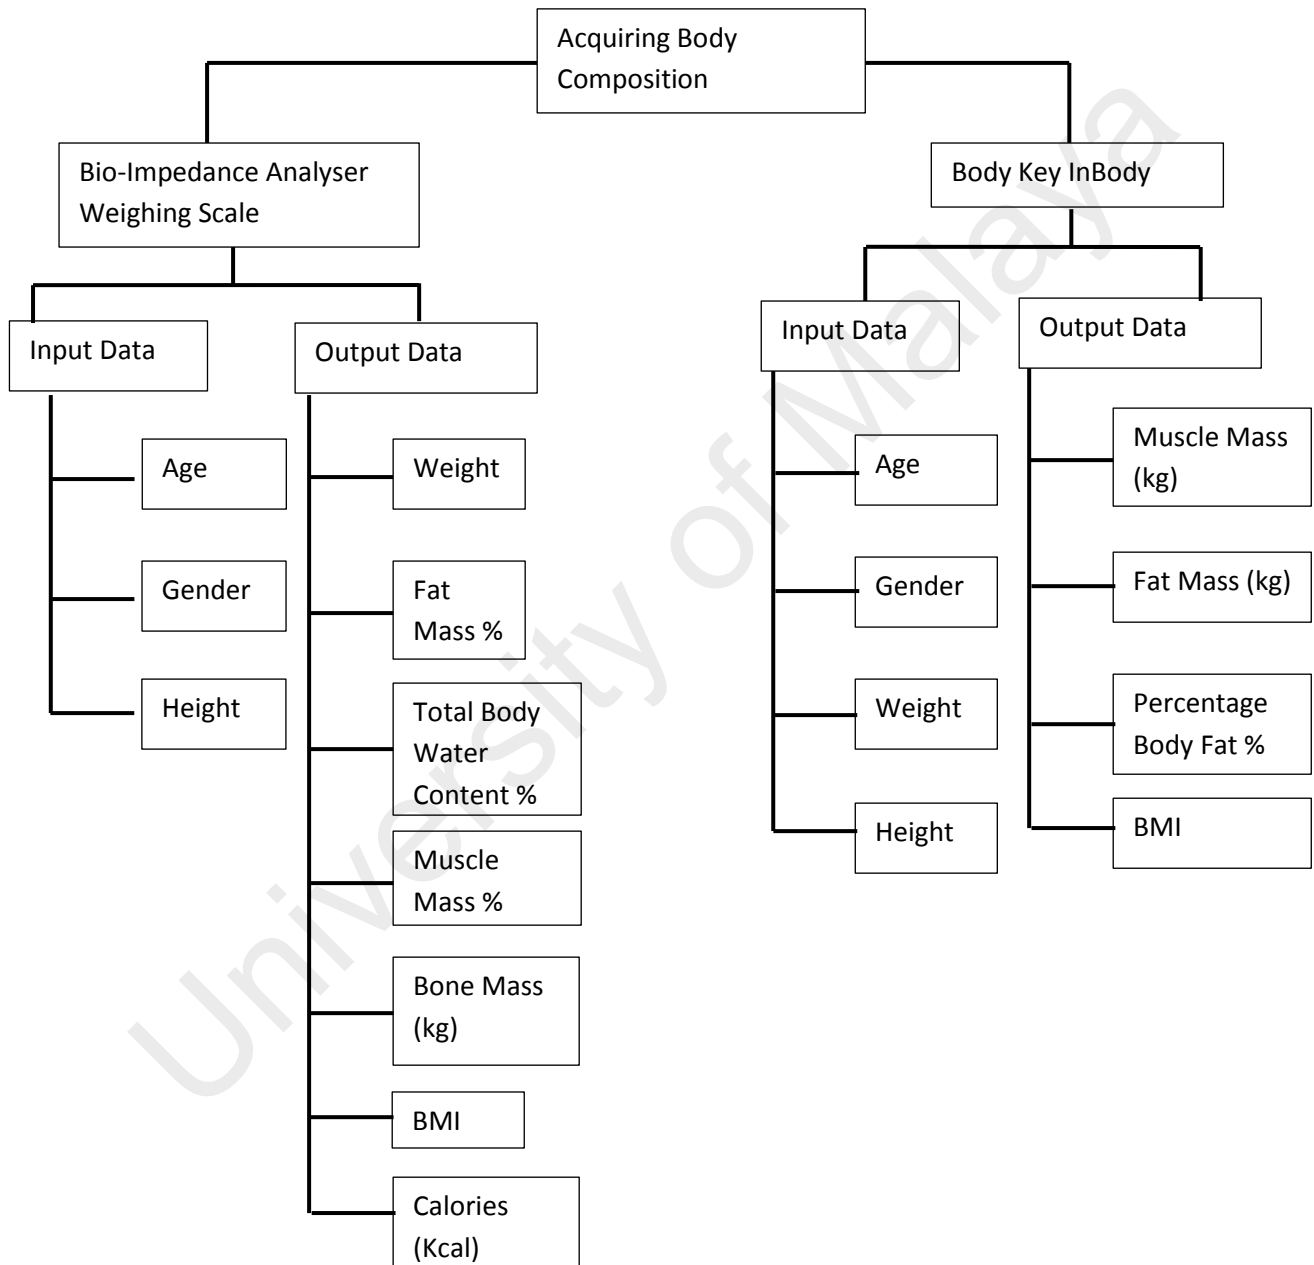 Acquiring Body
Composition
Bio-Impedance Analyser
Weighing Scale
Input Data
Age
Gender
Height
Output Data
Weight
Fat
Mass %
Total Body
Water
Content %
Muscle
Mass %
Bone Mass
(kg)
BMI
Calories
(Kcal)
Body Key InBody
Input Data
Age
Gender
Weight
Height
Output Data
Muscle Mass
(kg)
Fat Mass (kg)
Percentage
Body Fat %
BMI
University of Malaya